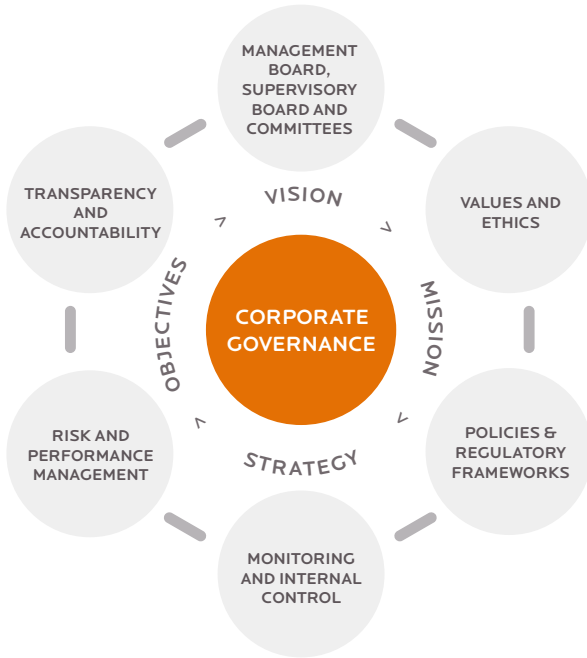 MANAGEMENT
BOARD,
SUPERVISORY
BOARD AND
COMMITTEES
TRANSPARENCY
AND
ACCOUNTABILITY
VISION
VALUES AND
ETHICS
OBJECTIVES
CORPORATE
GOVERNANCE
MISSION
RISK AND
PERFORMANCE
MANAGEMENT
STRATEGY
POLICIES &
REGULATORY
FRAMEWORKS
MONITORING
AND INTERNAL
CONTROL